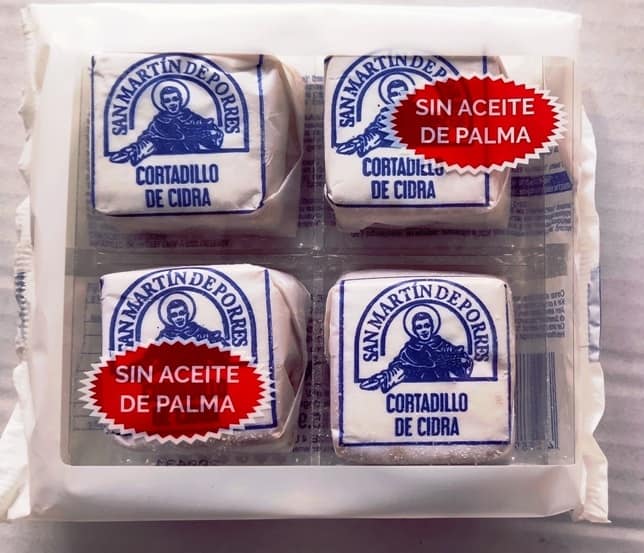 SAN MARTÍN DE PORRES
CORTADILLO
DE CIDRA
SAN MARTÍN DE PORRES
CORTADILLO
DE CIDRA
SIN ACEITE
DE PALMA
SAN MARTÍN DE PORRES
SIN ACEITE
DE PALMA
SAN MARTÍN DE PORRES
CORTADILLO
DE CIDRA